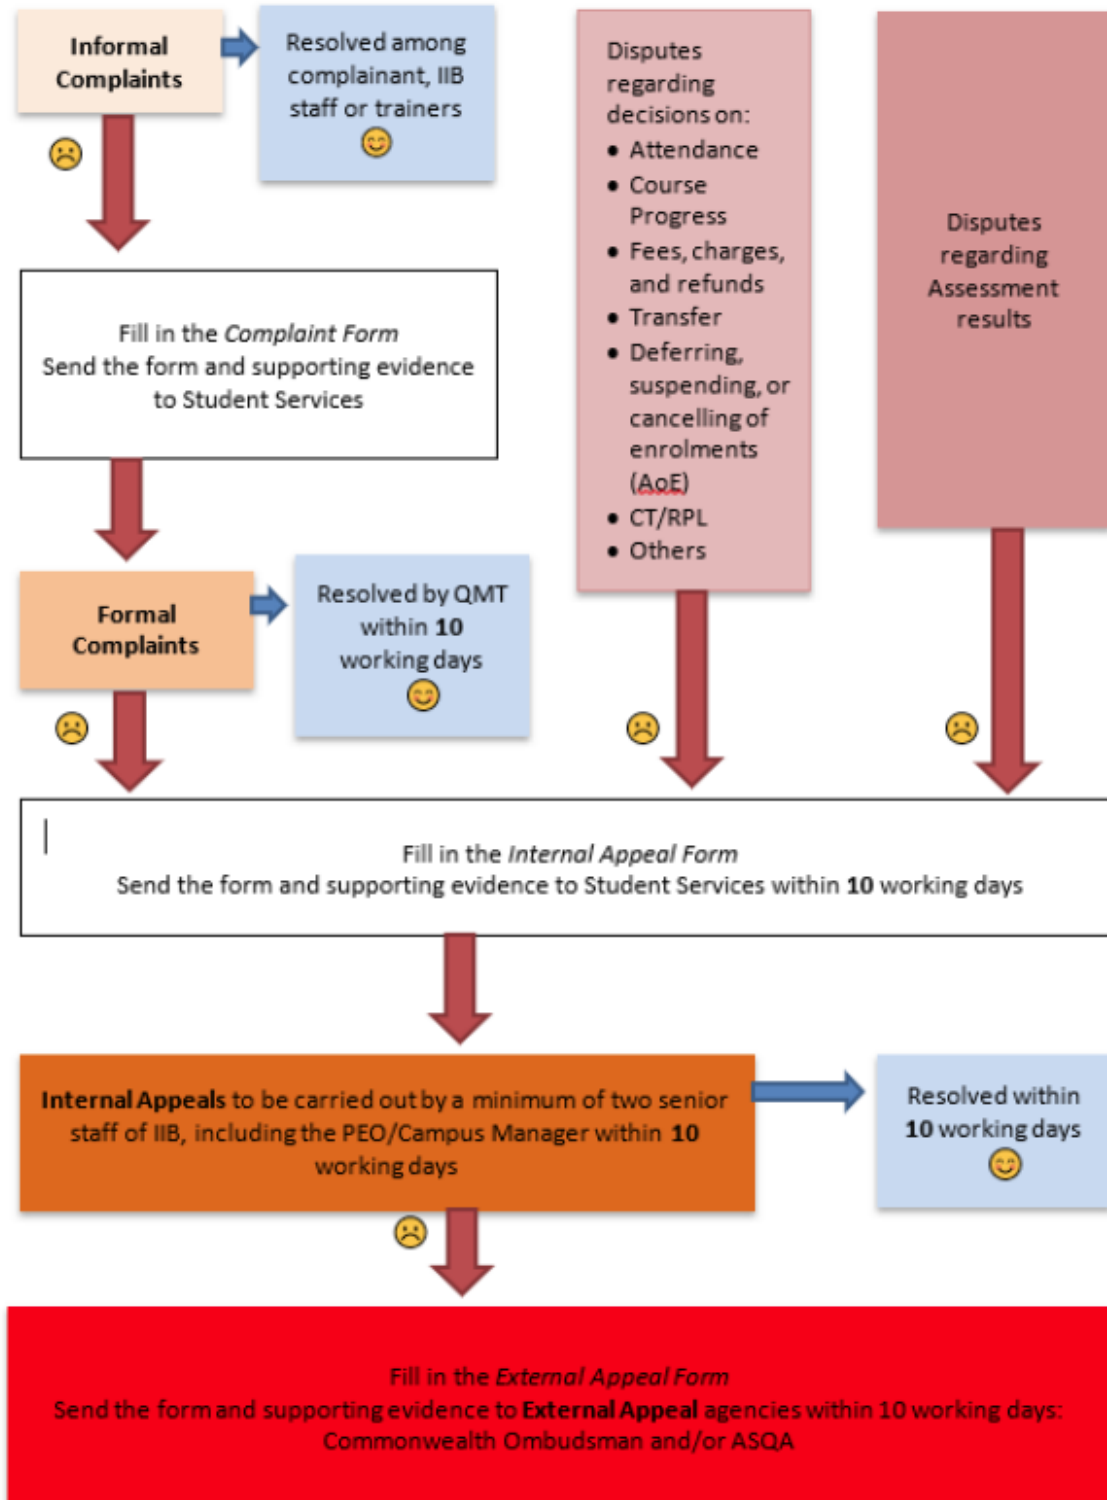 Informal
Complaints
Resolved among
complainant, IIB
staff or trainers
Fill in the Complaint Form
Send the form and supporting evidence
to Student Services
Formal
Complaints
Resolved by QMT
within 10
working days
Disputes
regarding
decisions on:
• Attendance
• Course
Progress
• Fees, charges,
and refunds
• Transfer
• Deferring,
suspending, or
cancelling of
enrolments
(AoE)
• CT/RPL
• Others
Disputes
regarding
Assessment
results
Fill in the Internal Appeal Form
Send the form and supporting evidence to Student Services within 10 working days
Internal Appeals to be carried out by a minimum of two senior
staff of IIB, including the PEO/Campus Manager within 10
working days
Resolved within
10 working days
Fill in the External Appeal Form
Send the form and supporting evidence to External Appeal agencies within 10 working days:
Commonwealth Ombudsman and/or ASQA